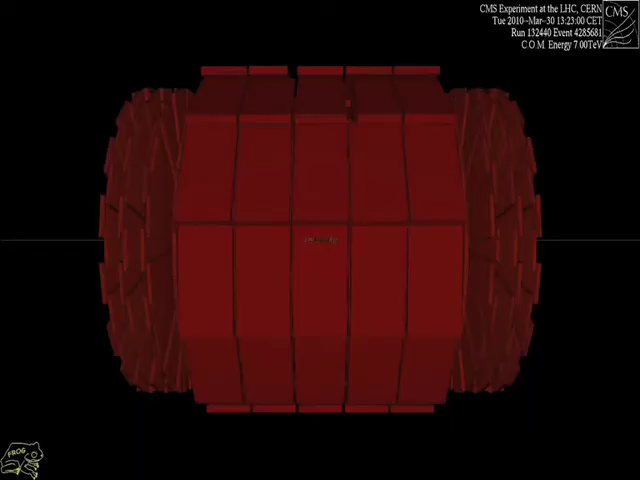 CMS Experiment at the LHC, CERN
Tue 2010-Mar-30 13:23:00 CET
Run 132440 Event 4285681
C.O.M. Energy 7.00TeV
CMS
FROG